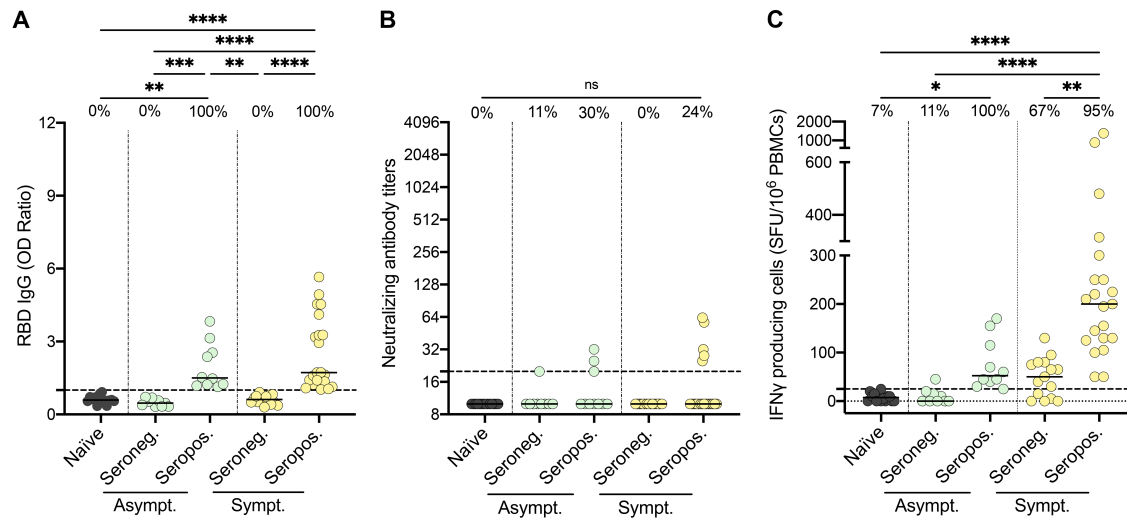 A
****
****
*** ** ****
**
0% 0% 100% 0% 100%
12
9
6
3
0
RBD IgG (OD Ratio)
Naïve
Seroneg.
Seropos.
Seroneg.
Seropos.
Asympt. Sympt.
B
ns
0% 11% 30% 0% 24%
4096
2048
1024
512
256
128
64
32
16
8
Neutralizing antibody titers
Naïve
Seroneg.
Seropos.
Seroneg.
Seropos.
Asympt. Sympt.
C
****
****
* **
7% 11% 100% 67% 95%
2000
1000
600
400
300
200
100
0
IFNγ producing cells (SFU/10⁶ PBMCs)
Naïve
Seroneg.
Seropos.
Seroneg.
Seropos.
Asympt. Sympt.